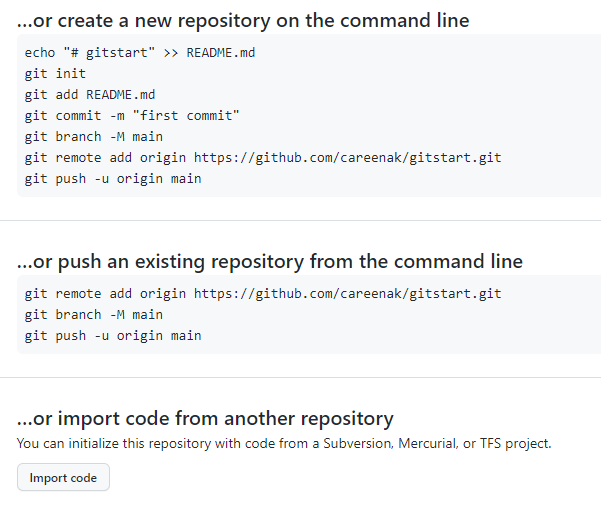 ...or create a new repository on the command line
echo "# gitstart" >> README.md
git init
git add README.md
git commit -m "first commit"
git branch -M main
git remote add origin https://github.com/careenak/gitstart.git
git push -u origin main
...or push an existing repository from the command line
git remote add origin https://github.com/careenak/gitstart.git
git branch -M main
git push -u origin main
...or import code from another repository
You can initialize this repository with code from a Subversion, Mercurial, or TFS project.
Import code